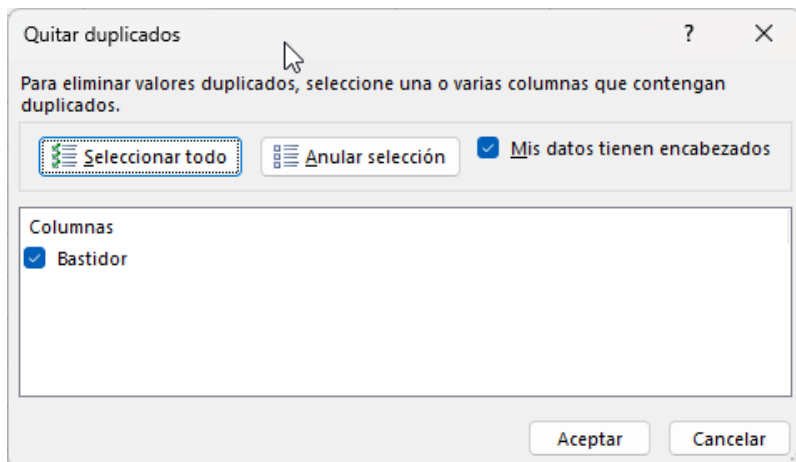 Quitar duplicados
?
Para eliminar valores duplicados, seleccione una o varias columnas que contengan
duplicados.
Seleccionar todo
Anular selección
Mis datos tienen encabezados
Columnas
Bastidor
Aceptar
Cancelar